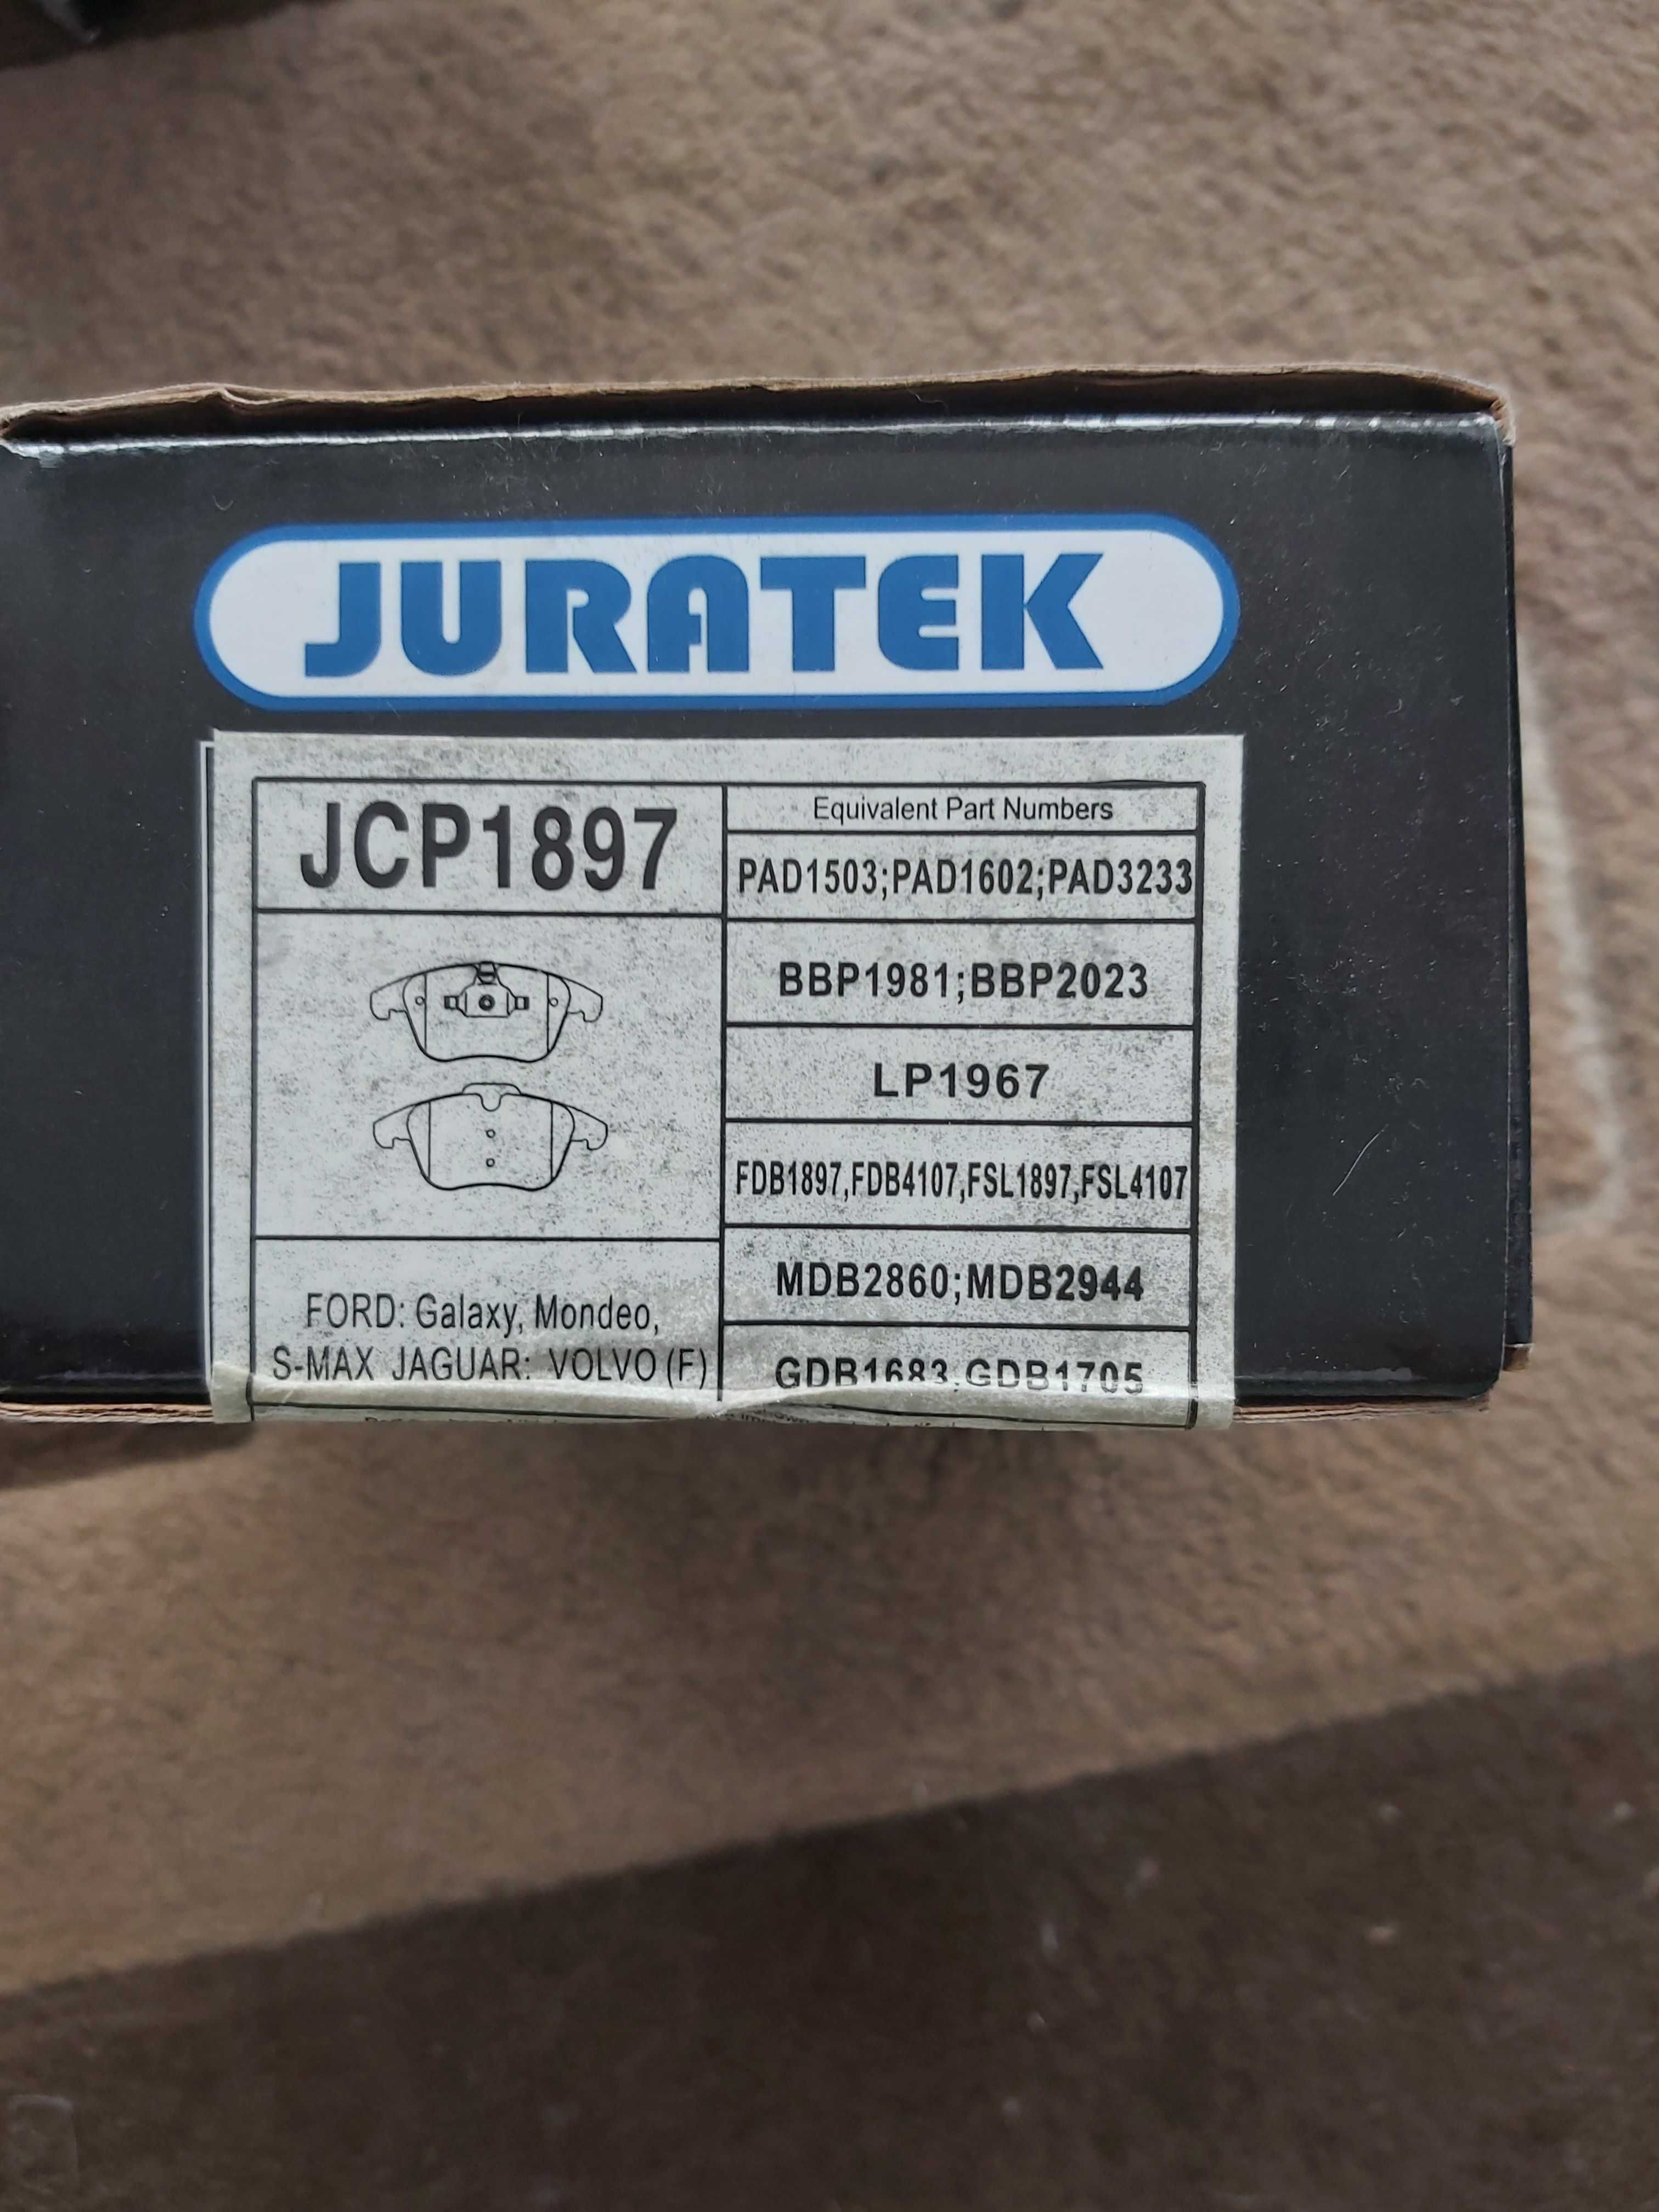 JURATEK
JCP1897
FORD: Galaxy, Mondeo,
S-MAX JAGUAR: VOLVO (F)
Equivalent Part Numbers
PAD1503;PAD1602;PAD3233
BBP1981;BBP2023
LP1967
FDB1897,FDB4107,FSL1897,FSL4107
MDB2860;MDB2944
GDB1683,GDB1705